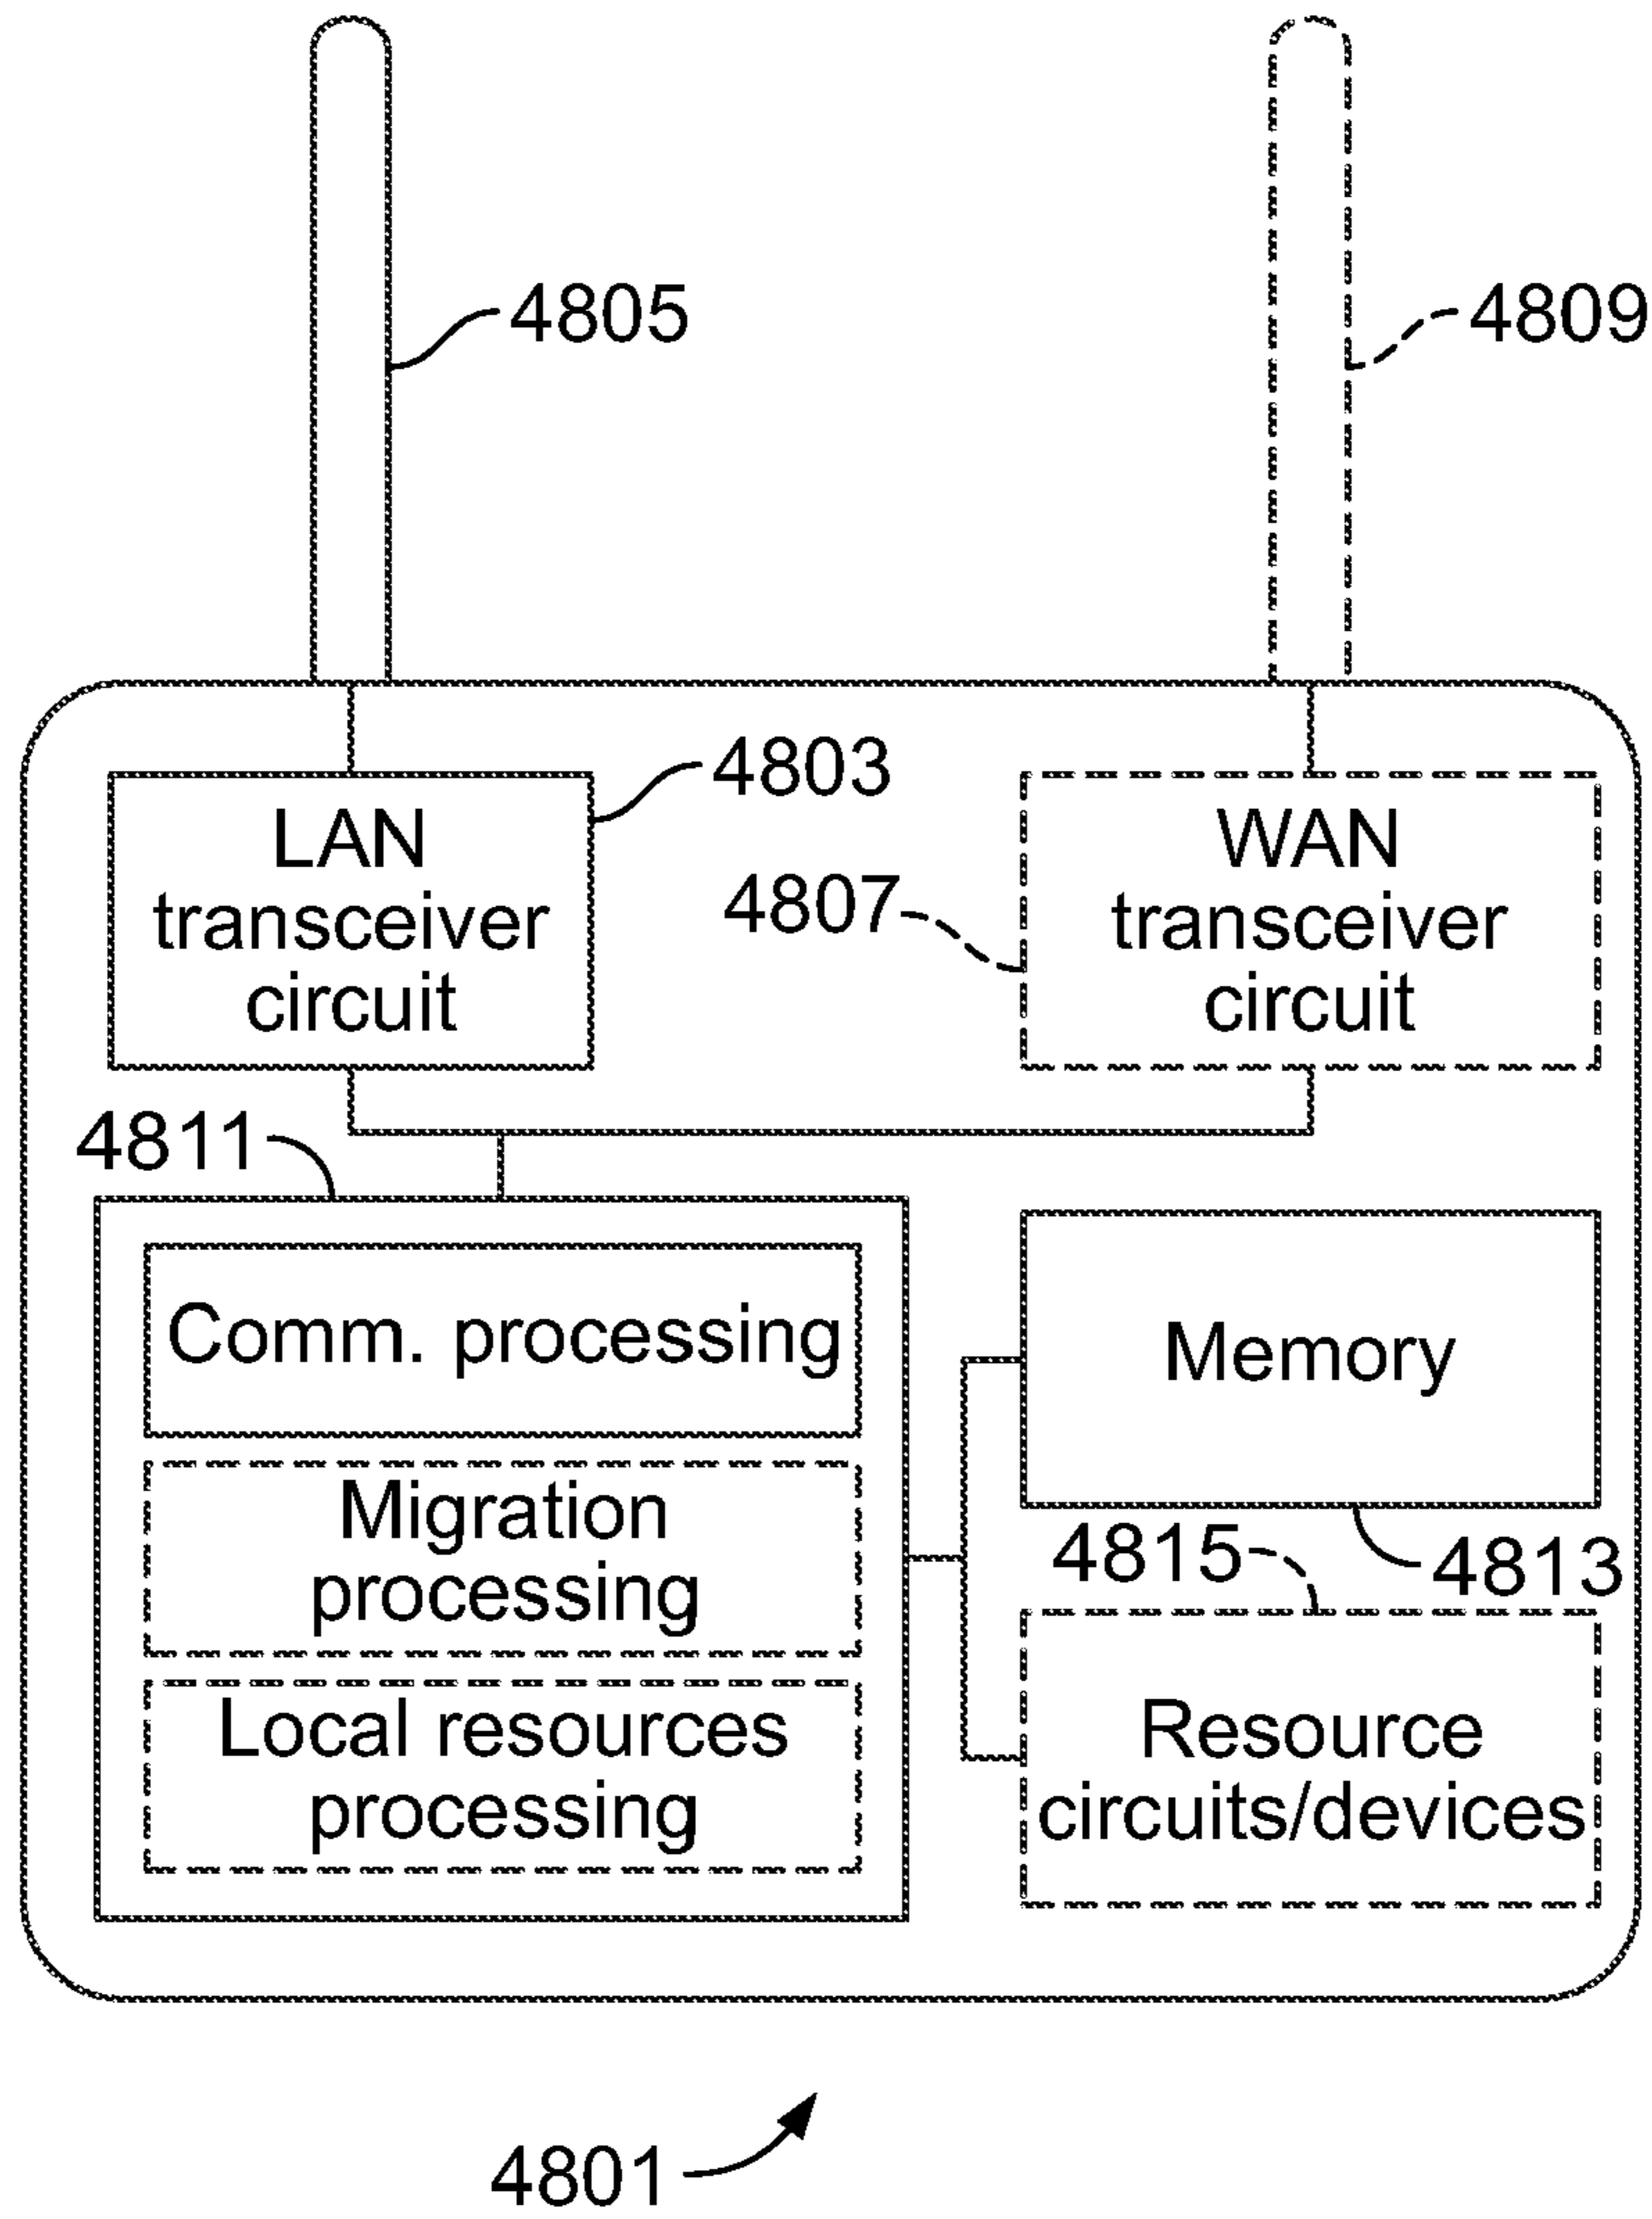 4805
4809
4803
LAN
transceiver
circuit
4807
WAN
transceiver
circuit
4811
Comm. processing
Migration
processing
Local resources
processing
Memory
4813
4815
Resource
circuits/devices
4801